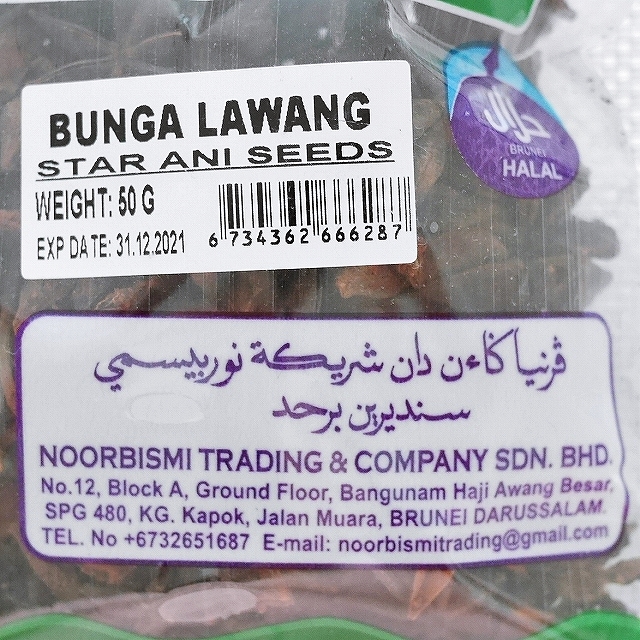 BUNGA LAWANG
STAR ANI SEEDS
WEIGHT: 50 G
EXP DATE: 31.12.2021
6 734362 666287
حلال
BRUNEI
HALAL
ڤرنياݢاءن دان شريكة نوربيسمي
سنديرين برحد
NOORBISMI TRADING & COMPANY SDN. BHD.
No.12, Block A, Ground Floor, Bangunam Haji Awang Besar,
SPG 480, KG. Kapok, Jalan Muara, BRUNEI DARUSSALAM.
TEL. No +6732651687 E-mail: noorbismitrading@gmail.com